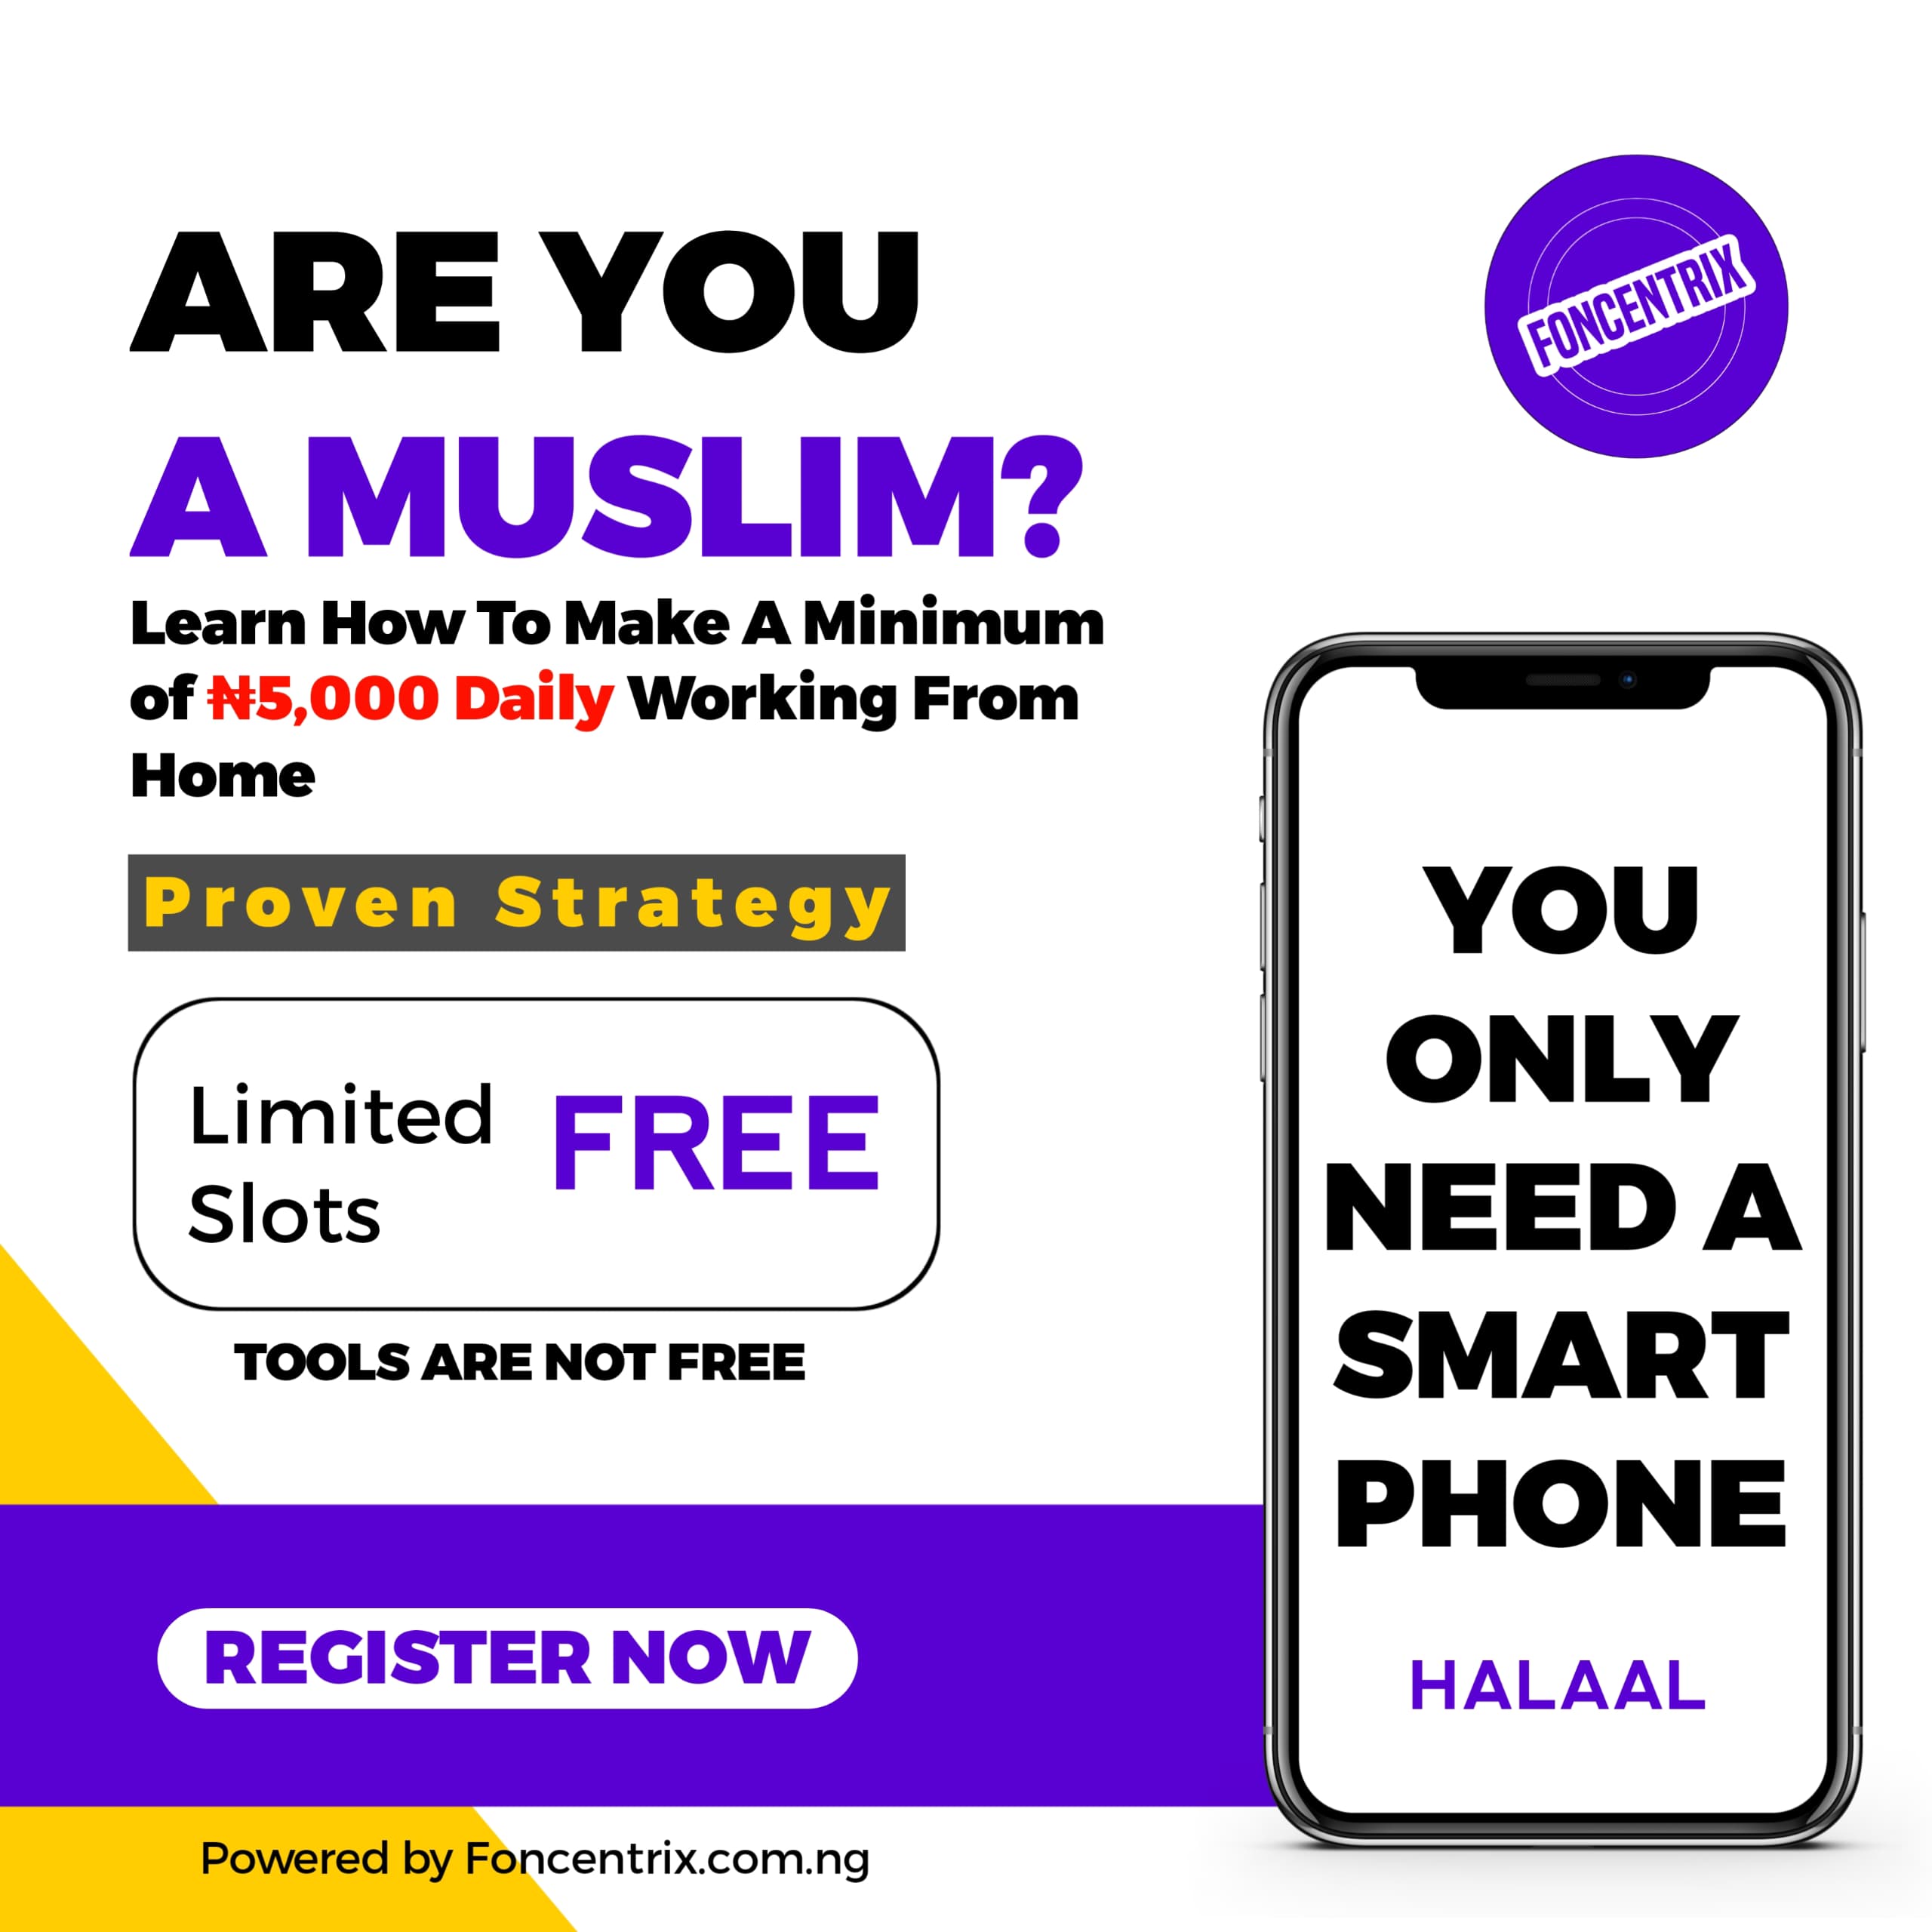 FONCENTRIX
ARE YOU
A MUSLIM?
Learn How To Make A Minimum
of ₦5,000 Daily Working From
Home
Proven Strategy
Limited
Slots
FREE
TOOLS ARE NOT FREE
REGISTER NOW
Powered by Foncentrix.com.ng
YOU
ONLY
NEED A
SMART
PHONE
HALAAL